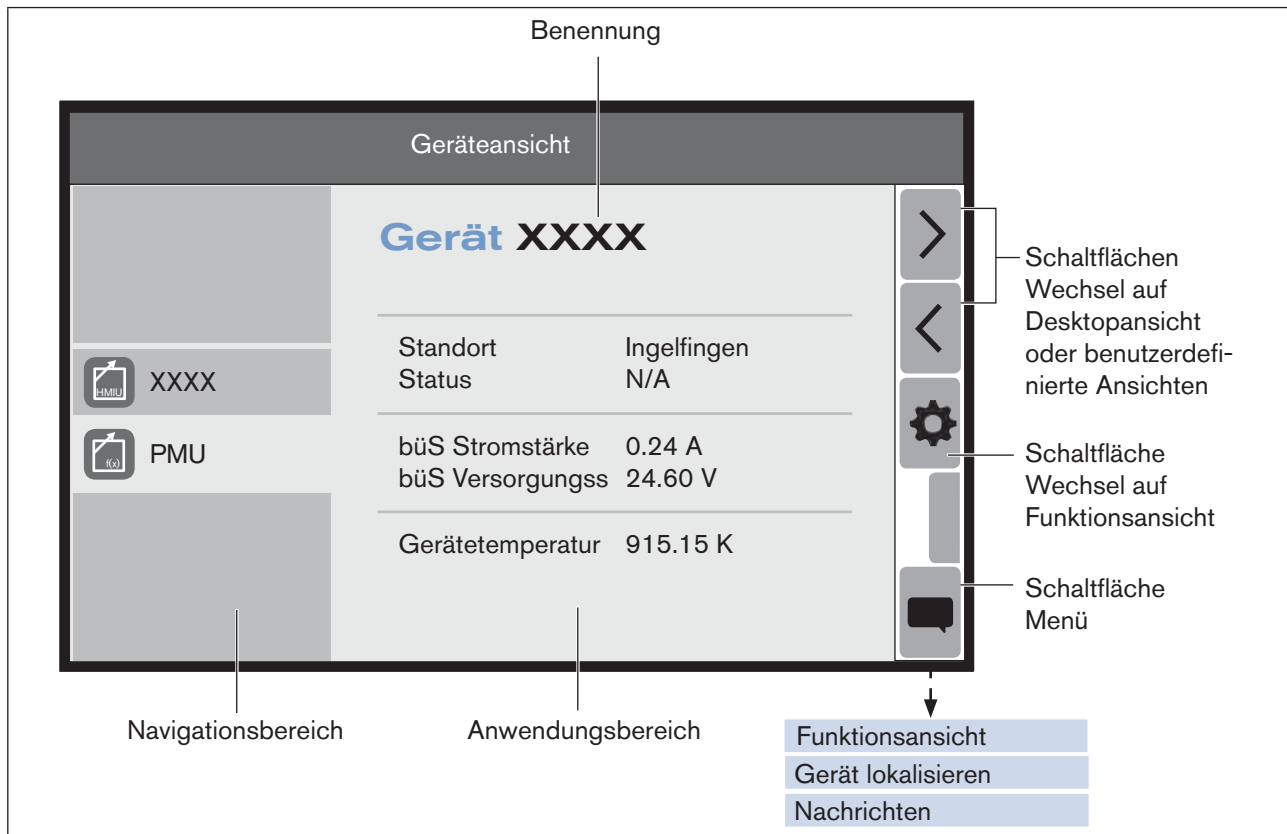 Benennung
Geräteansicht
Gerät XXXX
Standort Ingelfingen
Status N/A
HMIU XXXX
f(x) PMU
büS Stromstärke 0.24 A
büS Versorgungss 24.60 V
Gerätetemperatur 915.15 K
Schaltflächen
Wechsel auf
Desktopansicht
oder benutzerdefi-
nierte Ansichten
Schaltfläche
Wechsel auf
Funktionsansicht
Schaltfläche
Menü
Navigationsbereich
Anwendungsbereich
Funktionsansicht
Gerät lokalisieren
Nachrichten